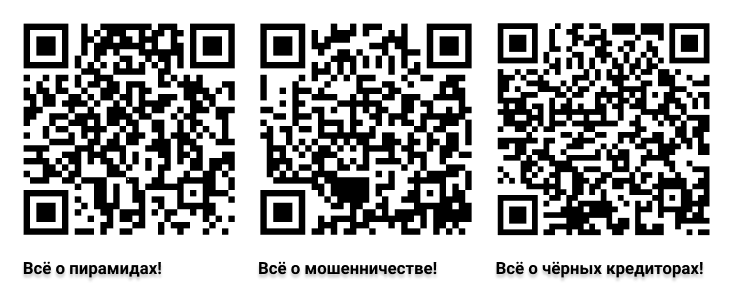 Всё о пирамидах!
Всё о мошенничестве!
Всё о чёрных кредиторах!